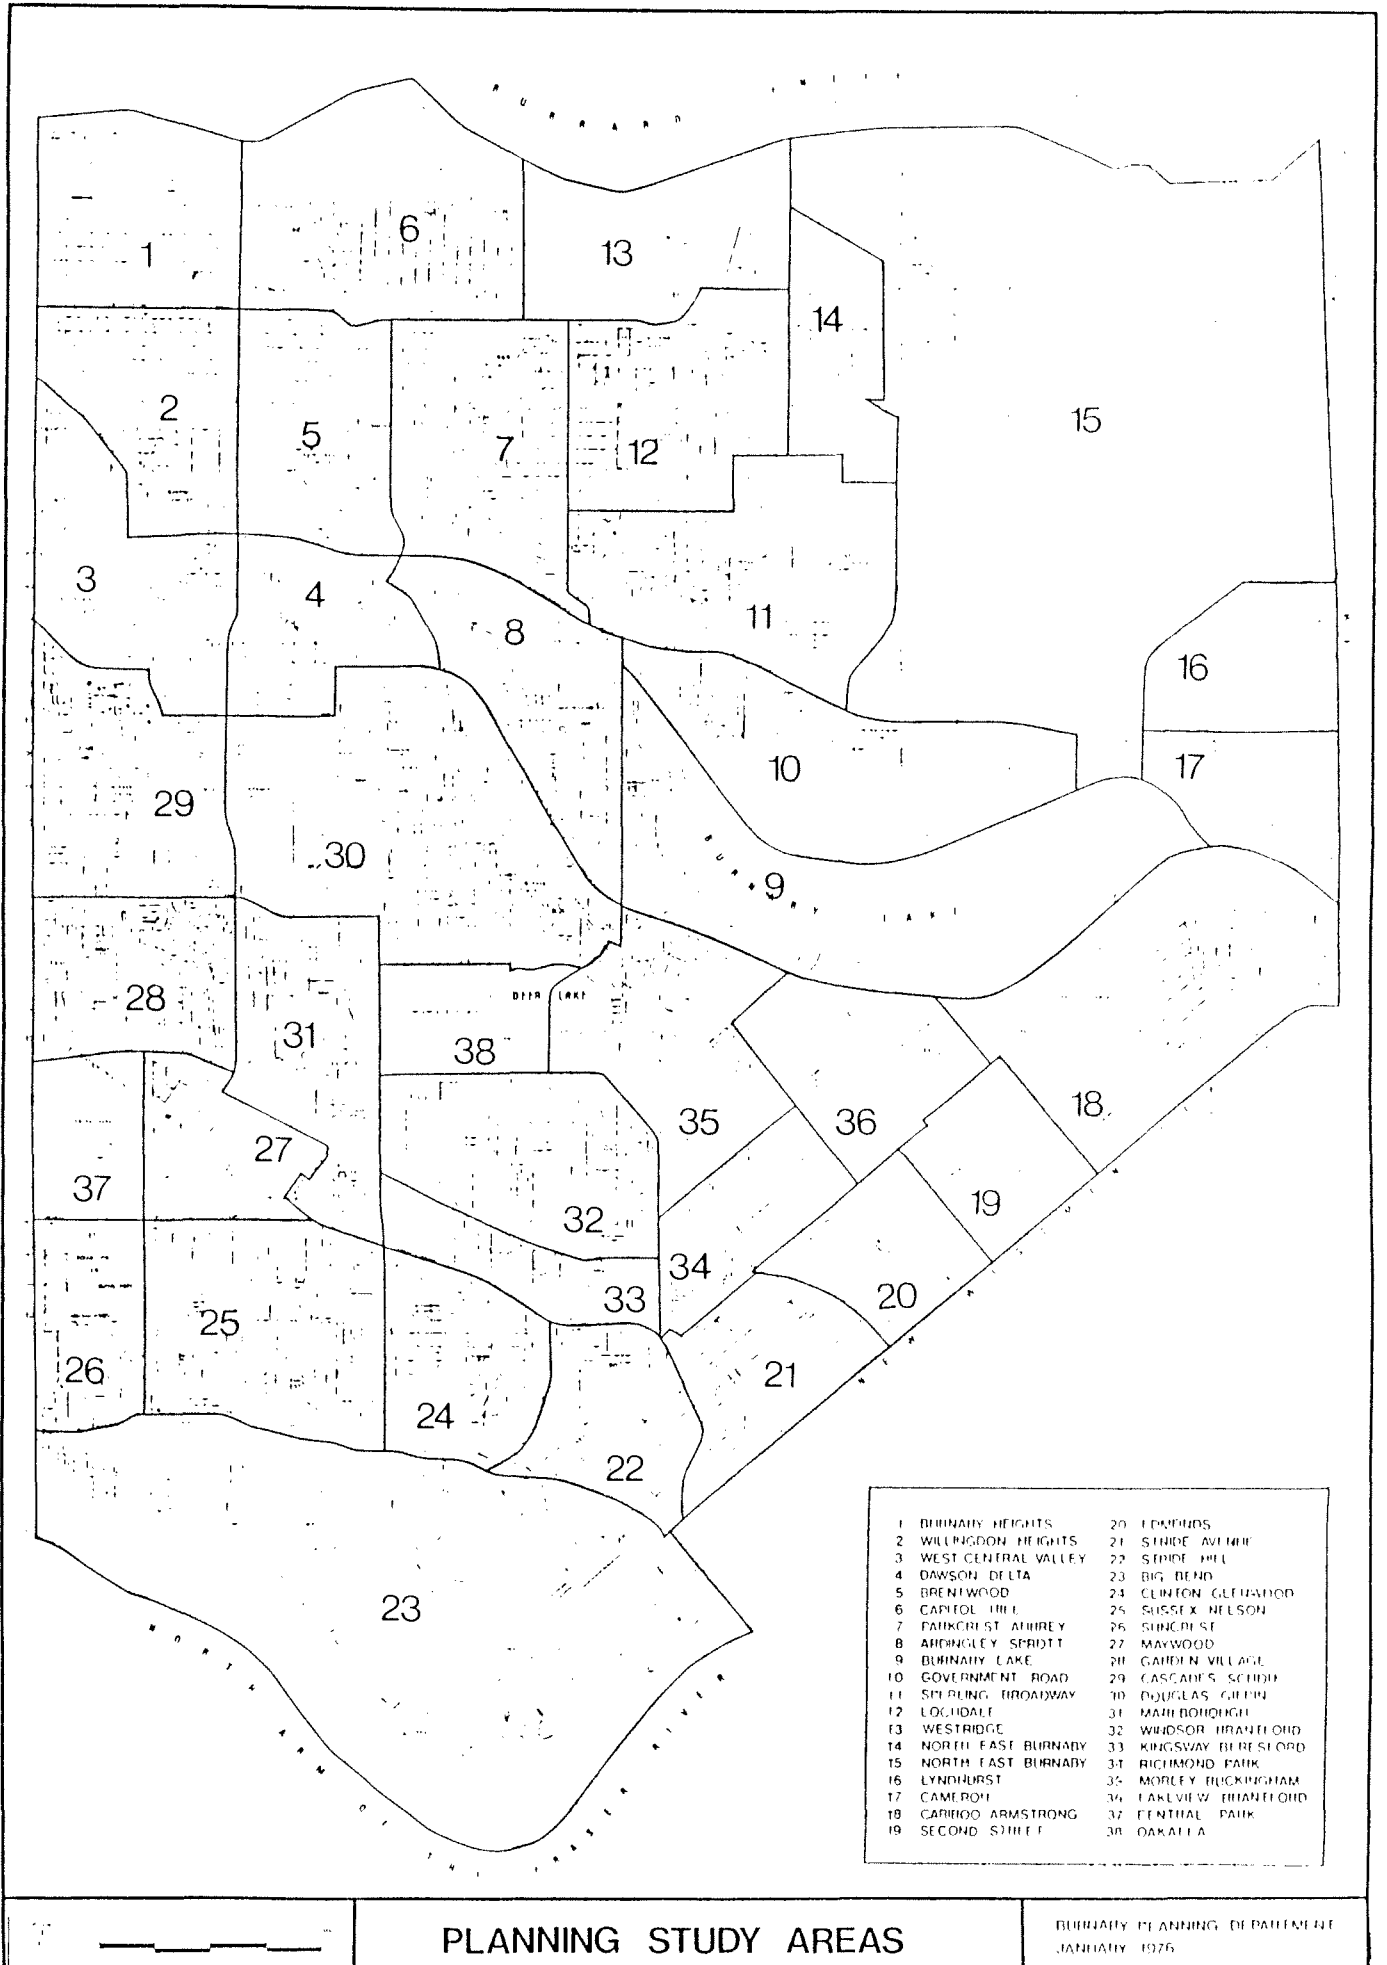 BURRARD INLET
1
6
13
14
15
2
5
7
12
3
4
8
11
16
10
17
29
30
BURNABY LAKE
9
28
31
DEER LAKE
38
35
36
18
37
27
32
19
34
33
20
25
26
21
24
22
23
NORTH ARM OF THE FRASER RIVER
1 BURNABY HEIGHTS
2 WILLINGDON HEIGHTS
3 WEST CENTRAL VALLEY
4 DAWSON DELTA
5 BRENTWOOD
6 CAPITOL HILL
7 PARKCREST AUBREY
8 ARDINGLEY SPROTT
9 BURNABY LAKE
10 GOVERNMENT ROAD
11 SPERLING BROADWAY
12 LOCHDALE
13 WESTRIDGE
14 NORTH EAST BURNABY
15 NORTH EAST BURNABY
16 LYNDHURST
17 CAMERON
18 CARIBOO ARMSTRONG
19 SECOND STREET
20 EDMONDS
21 STRIDE AVENUE
22 STRIDE HILL
23 BIG BEND
24 CLINTON GLENWOOD
25 SUSSEX NELSON
26 SUNCREST
27 MAYWOOD
28 GARDEN VILLAGE
29 CASCADES SCHOU
30 DOUGLAS GILPIN
31 MARLBOROUGH
32 WINDSOR BRANTFORD
33 KINGSWAY BERESFORD
34 RICHMOND PARK
35 MORLEY BUCKINGHAM
36 LAKEVIEW BRANTFORD
37 CENTRAL PARK
38 OAKALLA
PLANNING STUDY AREAS
BURNABY PLANNING DEPARTMENT
JANUARY 1976